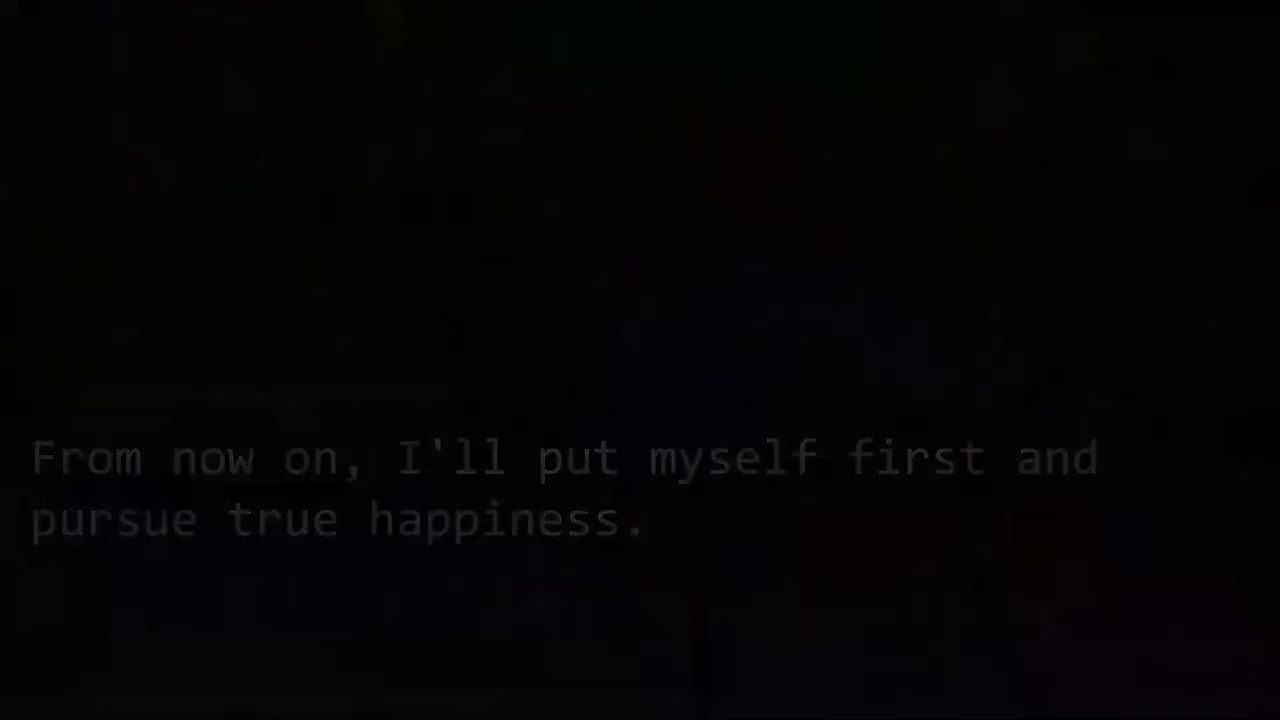 From now on, I'll put myself first and
pursue true happiness.